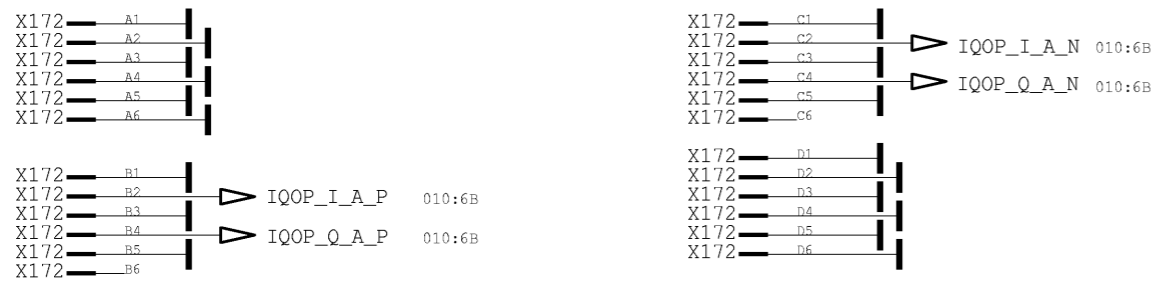 X172 A1
X172 A2
X172 A3
X172 A4
X172 A5
X172 A6
X172 B1
X172 B2 IQOP_I_A_P 010:6B
X172 B3
X172 B4 IQOP_Q_A_P 010:6B
X172 B5
X172 B6
X172 C1
X172 C2 IQOP_I_A_N 010:6B
X172 C3
X172 C4 IQOP_Q_A_N 010:6B
X172 C5
X172 C6
X172 D1
X172 D2
X172 D3
X172 D4
X172 D5
X172 D6